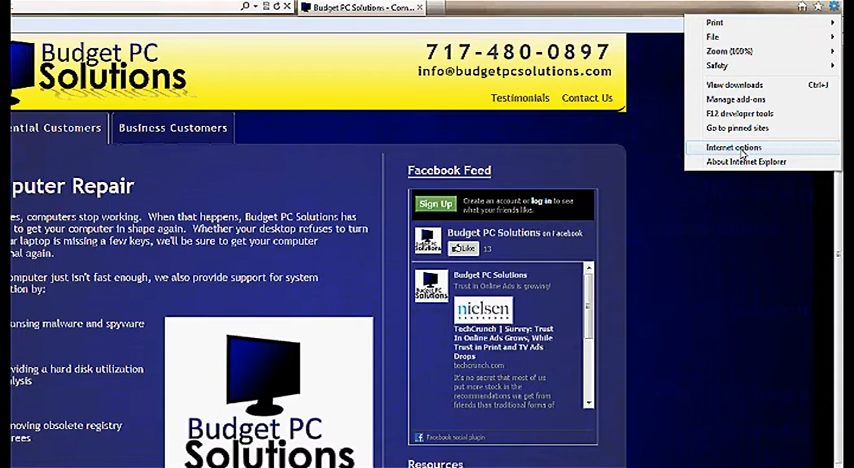 Budget PC Solutions - Com...
Print
File
Zoom (100%)
Safety
View downloads Ctrl+J
Manage add-ons
F12 developer tools
Go to pinned sites
Internet options
About Internet Explorer
Budget PC
Solutions
717-480-0897
info@budgetpcsolutions.com
Testimonials Contact Us
ential Customers
Business Customers
puter Repair
es, computers stop working. When that happens, Budget PC Solutions has
to get your computer in shape again. Whether your desktop refuses to turn
ur laptop is missing a few keys, we'll be sure to get your computer
nal again.
omputer just isn't fast enough, we also provide support for system
tion by:
ansing malware and spyware
viding a hard disk utilization
alysis
moving obsolete registry
rees
Budget PC
Solutions
Facebook Feed
Sign Up
Create an account or log in to see
what your friends like.
Budget PC Solutions on Facebook
Like 13
Budget PC
Solutions
Budget PC Solutions
Trust in Online Ads is growing!
nielsen
TechCrunch | Survey: Trust
In Online Ads Grows, While
Trust in Print and TV Ads
Drops
techcrunch.com
It's no secret that most of us
put more stock in the
recommendations we get from
friends than traditional forms of
Facebook social plugin
Resources